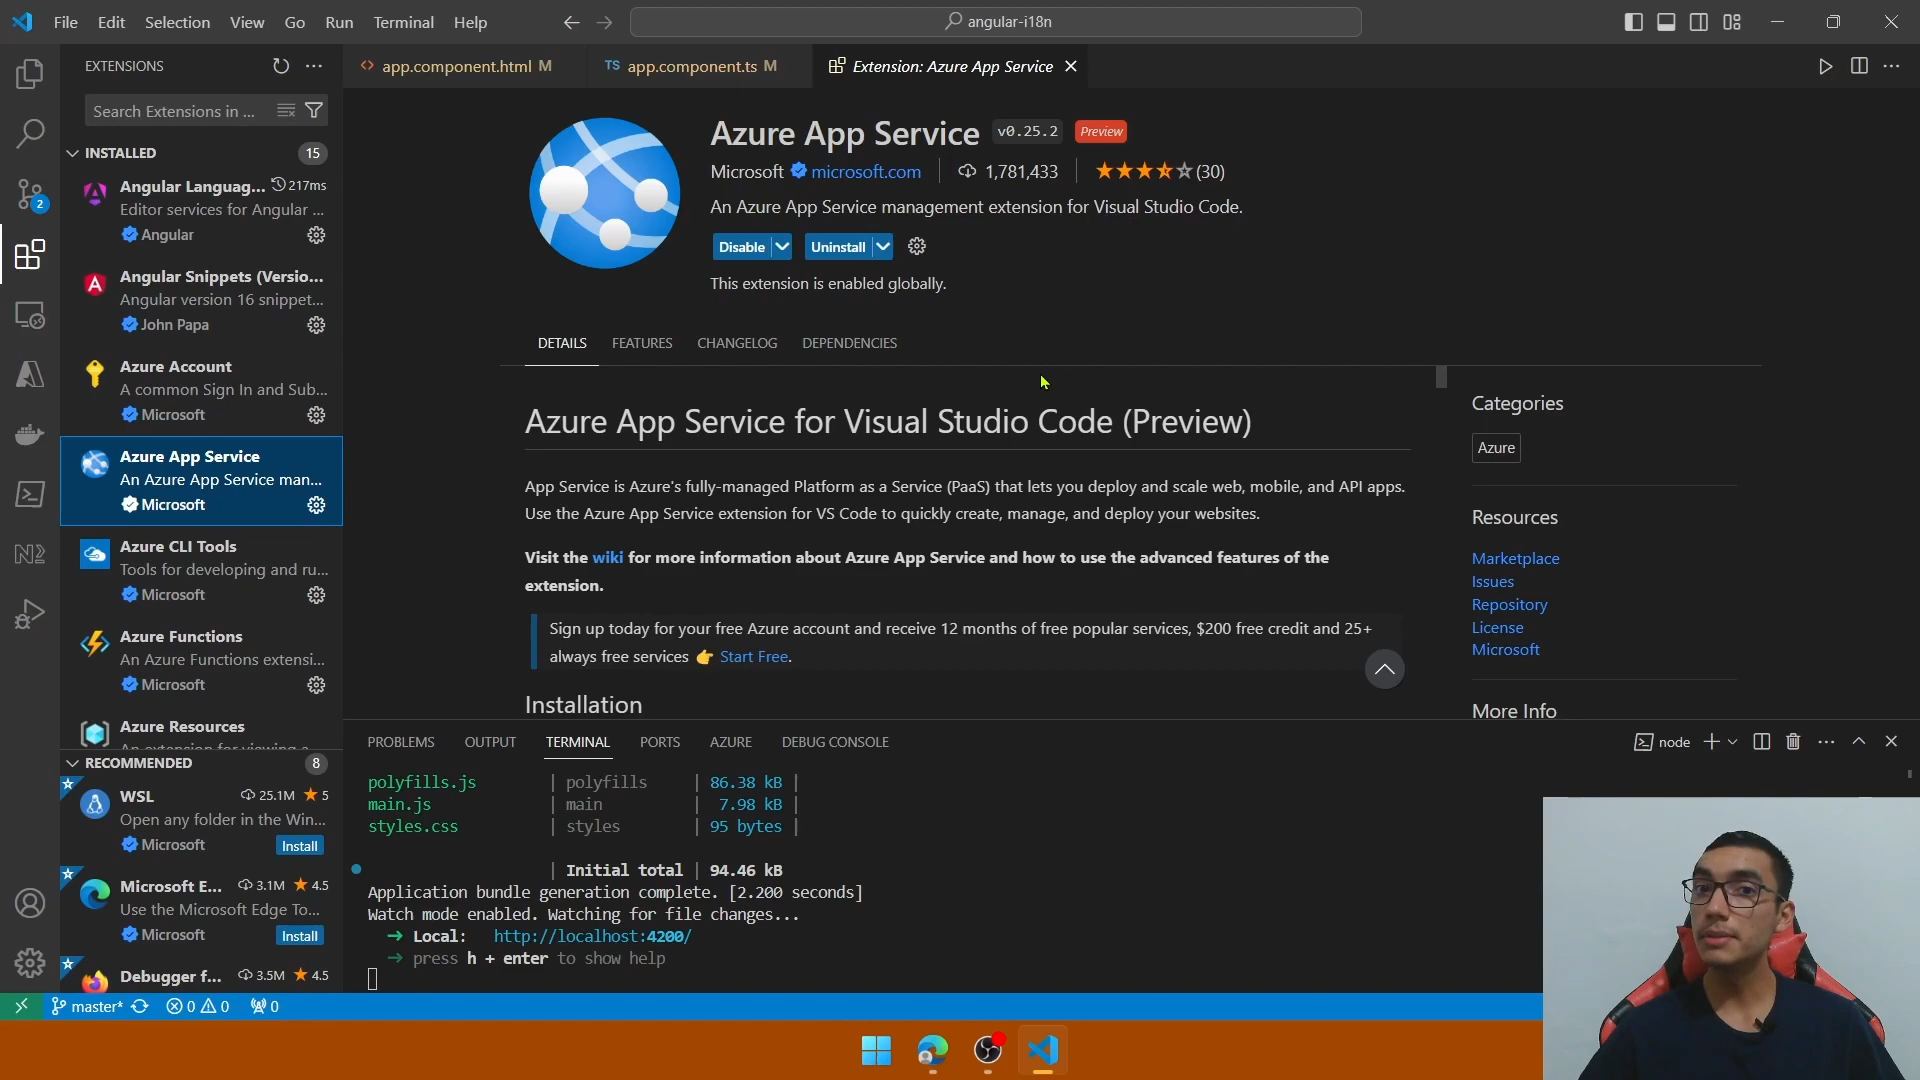 File Edit Selection View Go Run Terminal Help
angular-i18n
EXTENSIONS
app.component.html M
TS app.component.ts M
Extension: Azure App Service
Search Extensions in ...
INSTALLED
15
Angular Languag... 217ms
Editor services for Angular ...
Angular
Angular Snippets (Versio...
Angular version 16 snippet...
John Papa
Azure Account
A common Sign In and Sub...
Microsoft
Azure App Service
An Azure App Service man...
Microsoft
Azure CLI Tools
Tools for developing and ru...
Microsoft
Azure Functions
An Azure Functions extensi...
Microsoft
Azure Resources
An extension for viewing a...
RECOMMENDED
8
WSL 25.1M 5
Open any folder in the Win...
Microsoft Install
Microsoft E... 3.1M 4.5
Use the Microsoft Edge To...
Microsoft Install
Debugger f... 3.5M 4.5
2
Azure App Service v0.25.2 Preview
Microsoft microsoft.com 1,781,433 (30)
An Azure App Service management extension for Visual Studio Code.
Disable Uninstall
This extension is enabled globally.
DETAILS FEATURES CHANGELOG DEPENDENCIES
Azure App Service for Visual Studio Code (Preview)
App Service is Azure's fully-managed Platform as a Service (PaaS) that lets you deploy and scale web, mobile, and API apps.
Use the Azure App Service extension for VS Code to quickly create, manage, and deploy your websites.
Visit the wiki for more information about Azure App Service and how to use the advanced features of the
extension.
Sign up today for your free Azure account and receive 12 months of free popular services, $200 free credit and 25+
always free services 👉 Start Free.
Installation
Categories
Azure
Resources
Marketplace
Issues
Repository
License
Microsoft
More Info
PROBLEMS OUTPUT TERMINAL PORTS AZURE DEBUG CONSOLE
node
polyfills.js | polyfills | 86.38 kB |
main.js | main | 7.98 kB |
styles.css | styles | 95 bytes |
| Initial total | 94.46 kB
Application bundle generation complete. [2.200 seconds]
Watch mode enabled. Watching for file changes...
➜ Local: http://localhost:4200/
➜ press h + enter to show help
master* 0 0 0